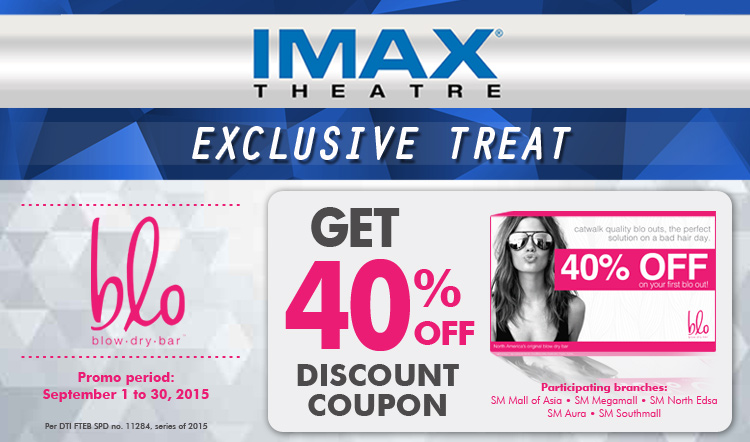 IMAX®
THEATRE
EXCLUSIVE TREAT
blo
blow·dry·bar
Promo period:
September 1 to 30, 2015
Per DTI FTEB SPD no. 11284, series of 2015
GET
40%
OFF
DISCOUNT
COUPON
catwalk quality blo outs, the perfect
solution on a bad hair day.
40% OFF
on your first blo out!
blo
North America's original blow dry bar
Participating branches:
SM Mall of Asia • SM Megamall • SM North Edsa
SM Aura • SM Southmall